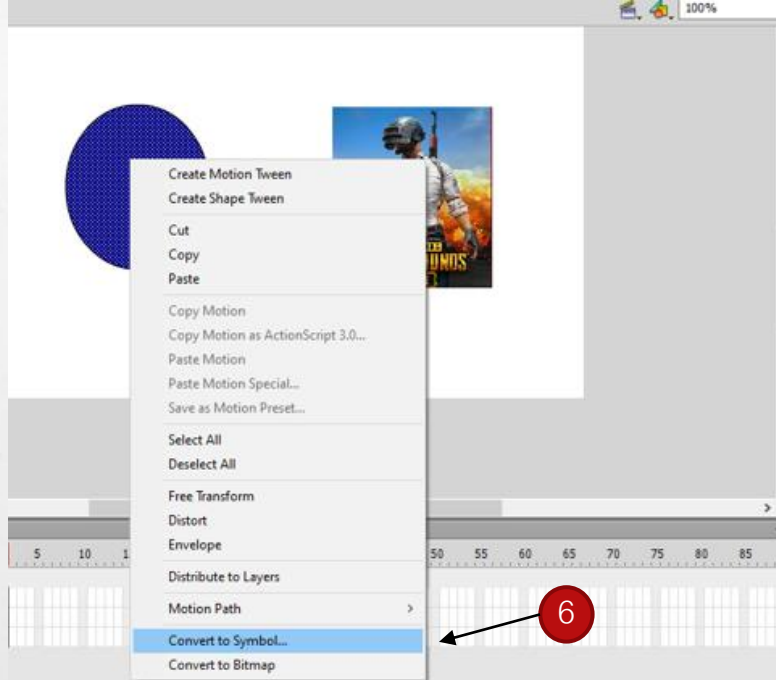 100%
UNDS
Create Motion Tween
Create Shape Tween
Cut
Copy
Paste
Copy Motion
Copy Motion as ActionScript 3.0...
Paste Motion
Paste Motion Special...
Save as Motion Preset...
Select All
Deselect All
Free Transform
Distort
Envelope
Distribute to Layers
Motion Path >
Convert to Symbol...
Convert to Bitmap
5 10 1 50 55 60 65 70 75 80 85
6